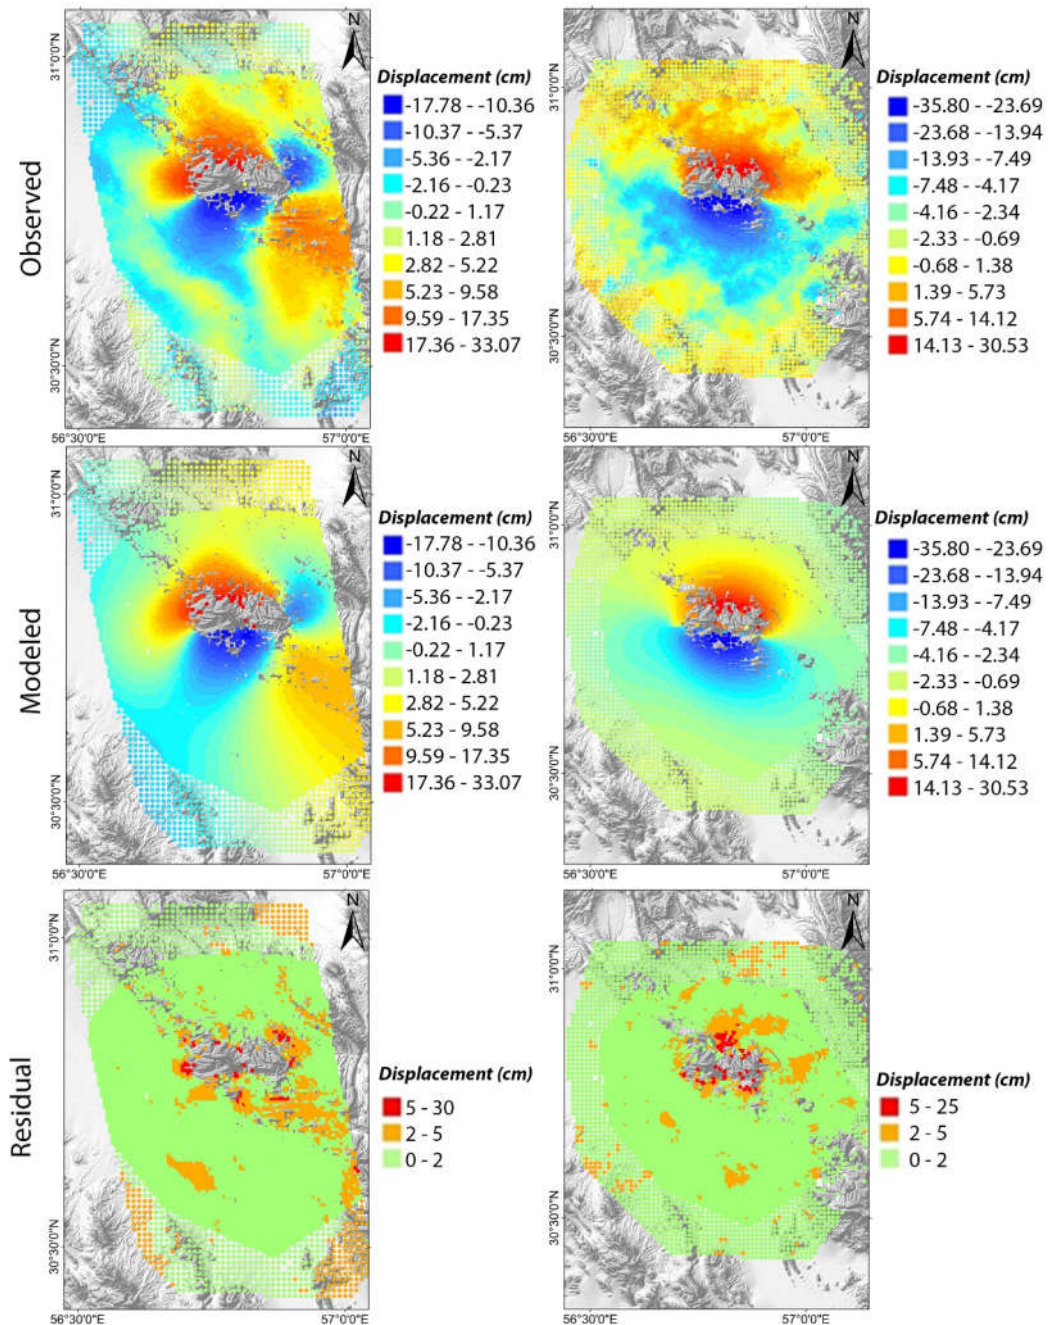 Observed
N
31°0'0"N
30°30'0"N
56°30'0"E
57°0'0"E
Displacement (cm)
-17.78 - -10.36
-10.37 - -5.37
-5.36 - -2.17
-2.16 - -0.23
-0.22 - 1.17
1.18 - 2.81
2.82 - 5.22
5.23 - 9.58
9.59 - 17.35
17.36 - 33.07
N
31°0'0"N
30°30'0"N
56°30'0"E
57°0'0"E
Displacement (cm)
-35.80 - -23.69
-23.68 - -13.94
-13.93 - -7.49
-7.48 - -4.17
-4.16 - -2.34
-2.33 - -0.69
-0.68 - 1.38
1.39 - 5.73
5.74 - 14.12
14.13 - 30.53
Modeled
N
31°0'0"N
30°30'0"N
56°30'0"E
57°0'0"E
Displacement (cm)
-17.78 - -10.36
-10.37 - -5.37
-5.36 - -2.17
-2.16 - -0.23
-0.22 - 1.17
1.18 - 2.81
2.82 - 5.22
5.23 - 9.58
9.59 - 17.35
17.36 - 33.07
N
31°0'0"N
30°30'0"N
56°30'0"E
57°0'0"E
Displacement (cm)
-35.80 - -23.69
-23.68 - -13.94
-13.93 - -7.49
-7.48 - -4.17
-4.16 - -2.34
-2.33 - -0.69
-0.68 - 1.38
1.39 - 5.73
5.74 - 14.12
14.13 - 30.53
Residual
N
31°0'0"N
30°30'0"N
56°30'0"E
57°0'0"E
Displacement (cm)
5 - 30
2 - 5
0 - 2
N
31°0'0"N
30°30'0"N
56°30'0"E
57°0'0"E
Displacement (cm)
5 - 25
2 - 5
0 - 2